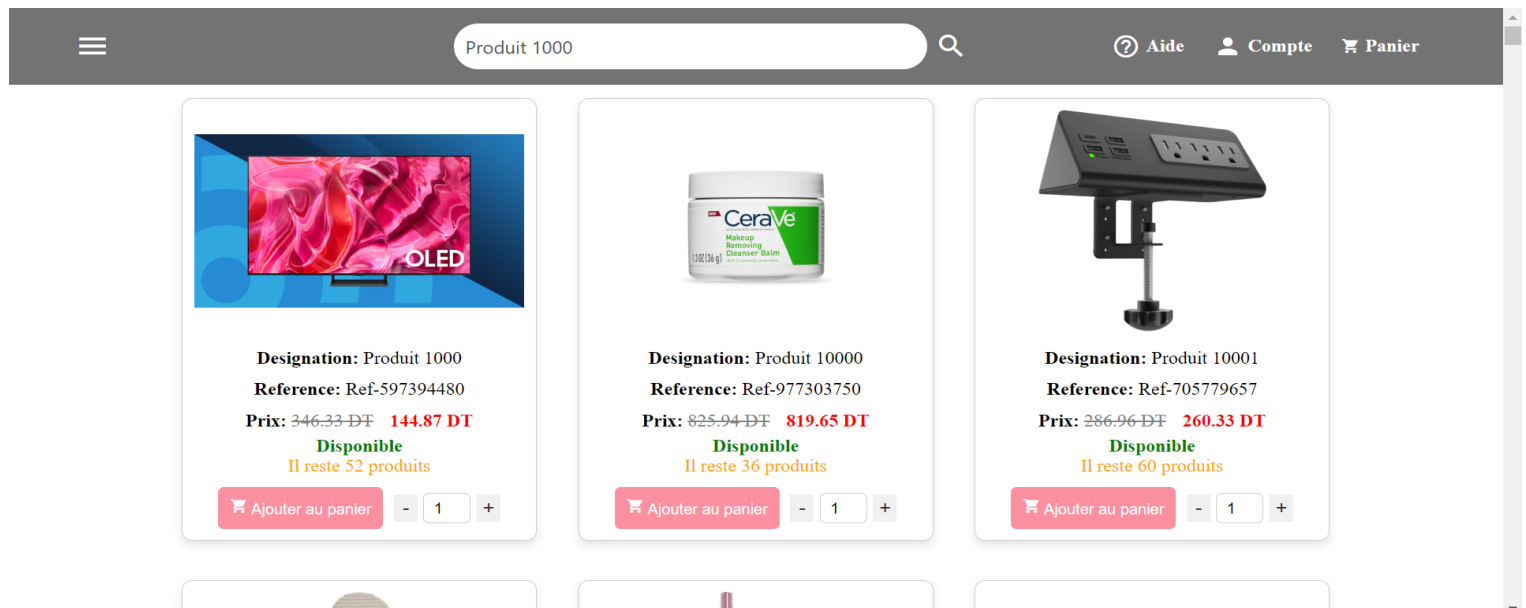 Produit 1000
Aide
Compte
Panier
OLED
CeraVe
Makeup
Removing
Cleanser Balm
1.3 OZ (36 g)
Designation: Produit 1000
Reference: Ref-597394480
Prix: 346.33 DT 144.87 DT
Disponible
Il reste 52 produits
Ajouter au panier - 1 +
Designation: Produit 10000
Reference: Ref-977303750
Prix: 825.94 DT 819.65 DT
Disponible
Il reste 36 produits
Ajouter au panier - 1 +
Designation: Produit 10001
Reference: Ref-705779657
Prix: 286.96 DT 260.33 DT
Disponible
Il reste 60 produits
Ajouter au panier - 1 +